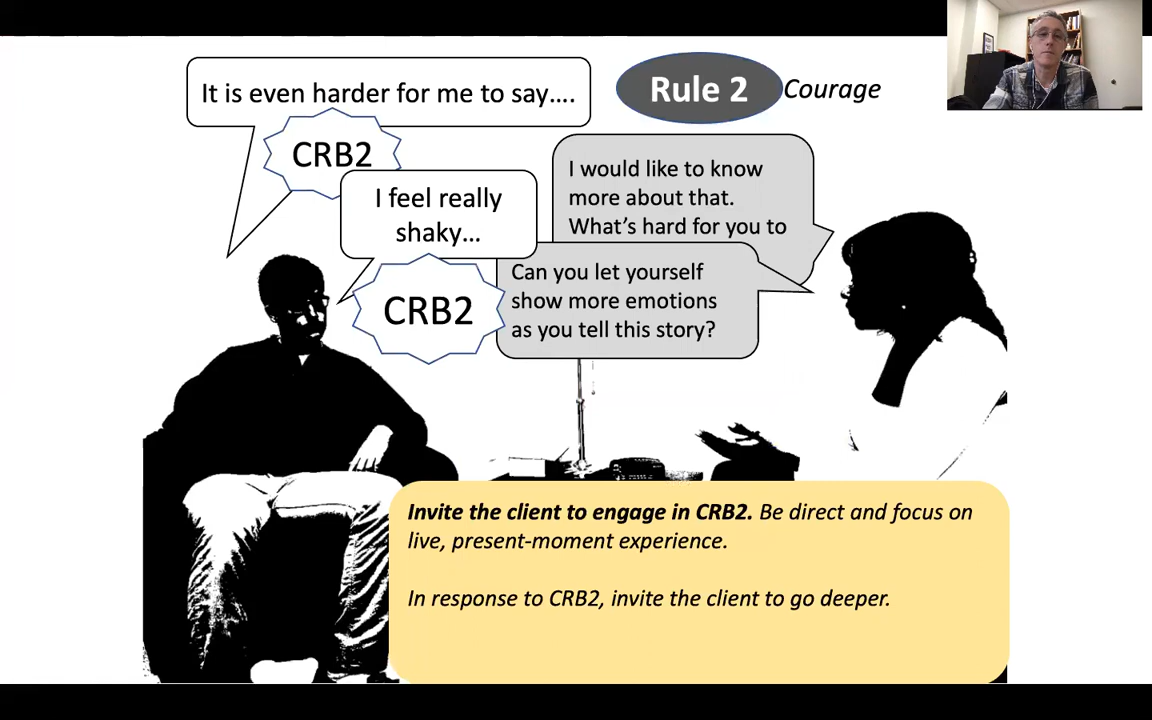 It is even harder for me to say….
Rule 2
Courage
CRB2
I feel really
shaky…
I would like to know
more about that.
What’s hard for you to
CRB2
Can you let yourself
show more emotions
as you tell this story?
Invite the client to engage in CRB2. Be direct and focus on
live, present-moment experience.
In response to CRB2, invite the client to go deeper.